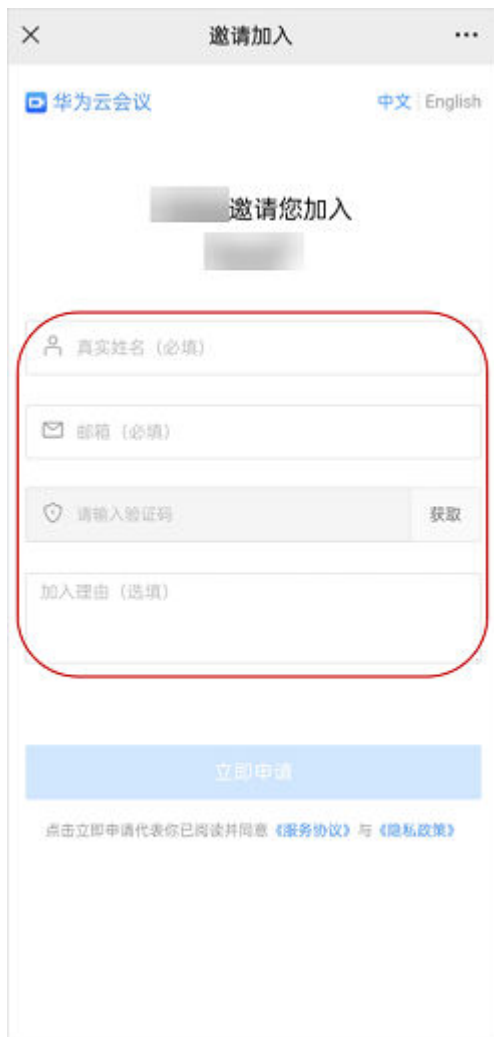 邀请加入
华为云会议
中文 English
邀请您加入
真实姓名（必填）
邮箱（必填）
请输入验证码 获取
加入理由（选填）
立即申请
点击立即申请代表你已阅读并同意《服务协议》与《隐私政策》